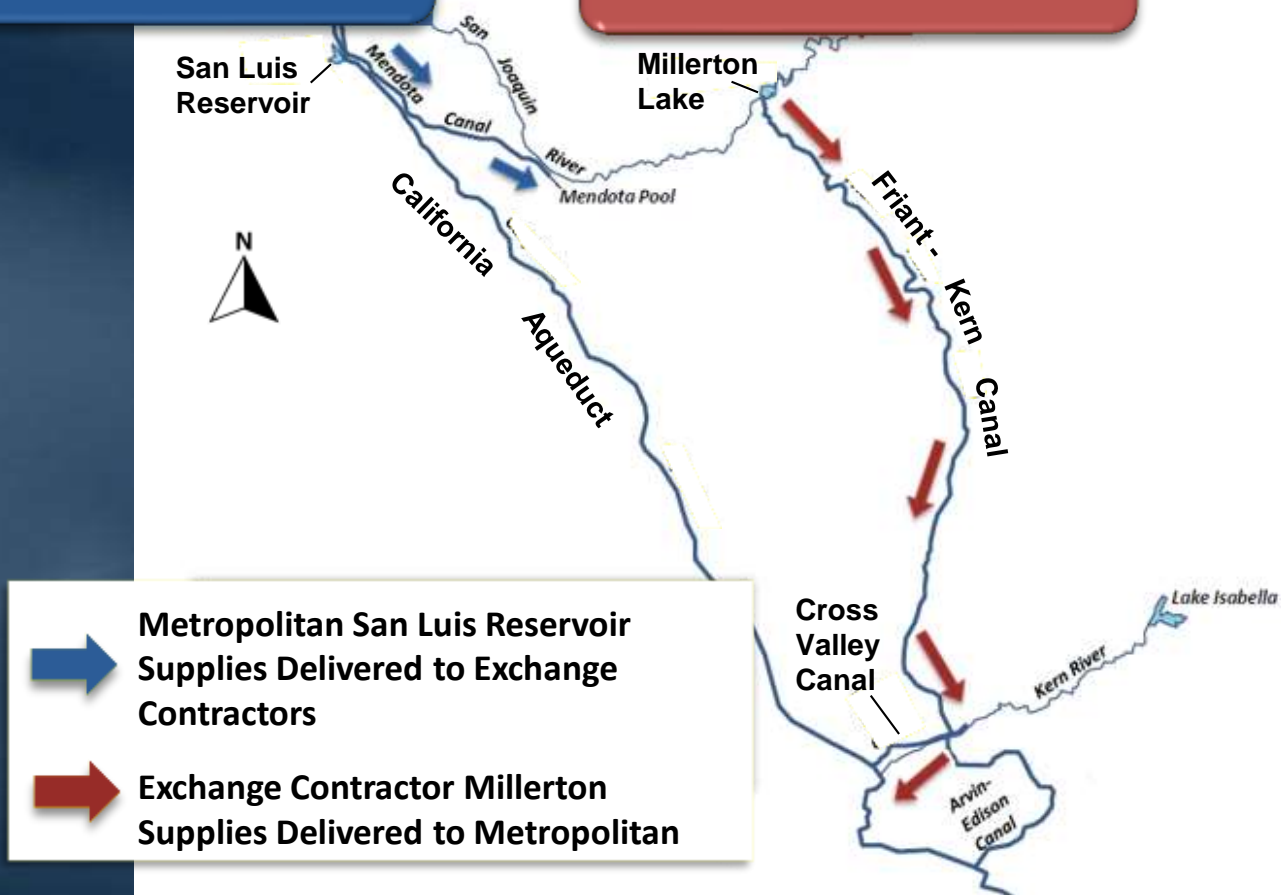 San
Joaquin
River
San Luis
Reservoir
Mendota
Canal
Millerton
Lake
Mendota Pool
California
Aqueduct
Friant -
Kern
Canal
N
Lake Isabella
Kern River
Cross
Valley
Canal
Arvin-
Edison
Canal
Metropolitan San Luis Reservoir
Supplies Delivered to Exchange
Contractors
Exchange Contractor Millerton
Supplies Delivered to Metropolitan